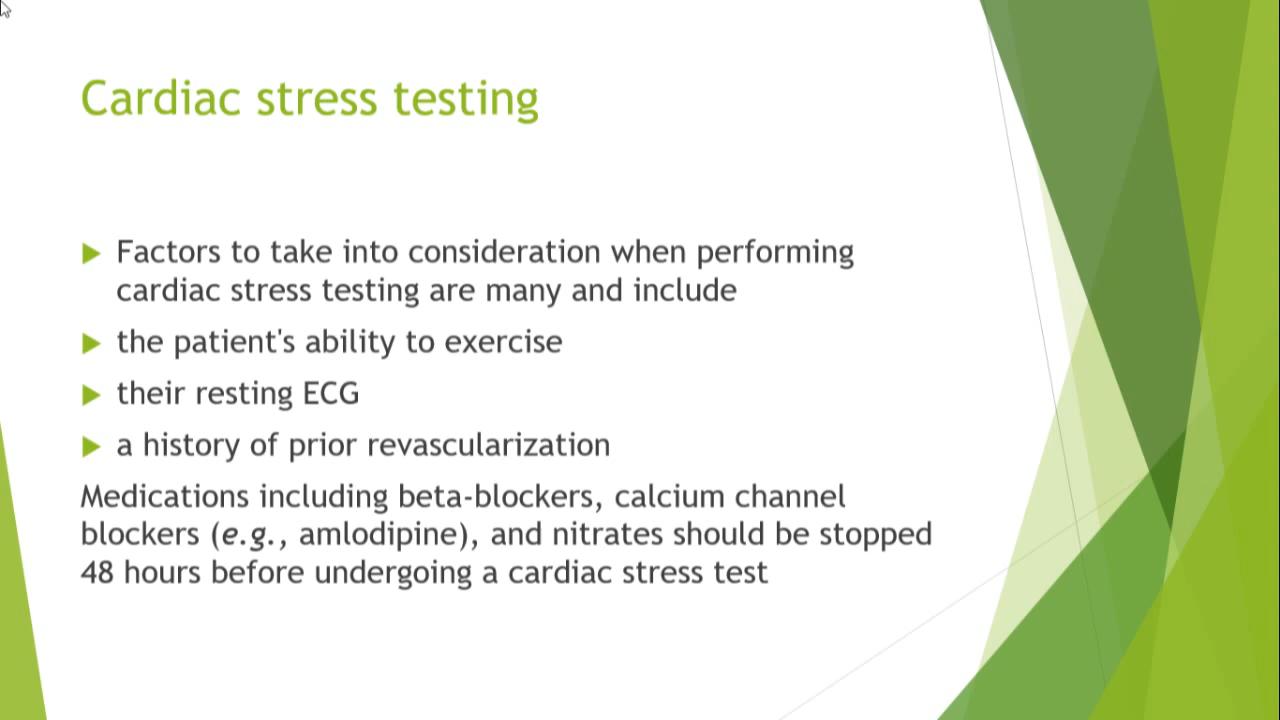 Cardiac stress testing
Factors to take into consideration when performing
cardiac stress testing are many and include
the patient's ability to exercise
their resting ECG
a history of prior revascularization
Medications including beta-blockers, calcium channel
blockers (e.g., amlodipine), and nitrates should be stopped
48 hours before undergoing a cardiac stress test